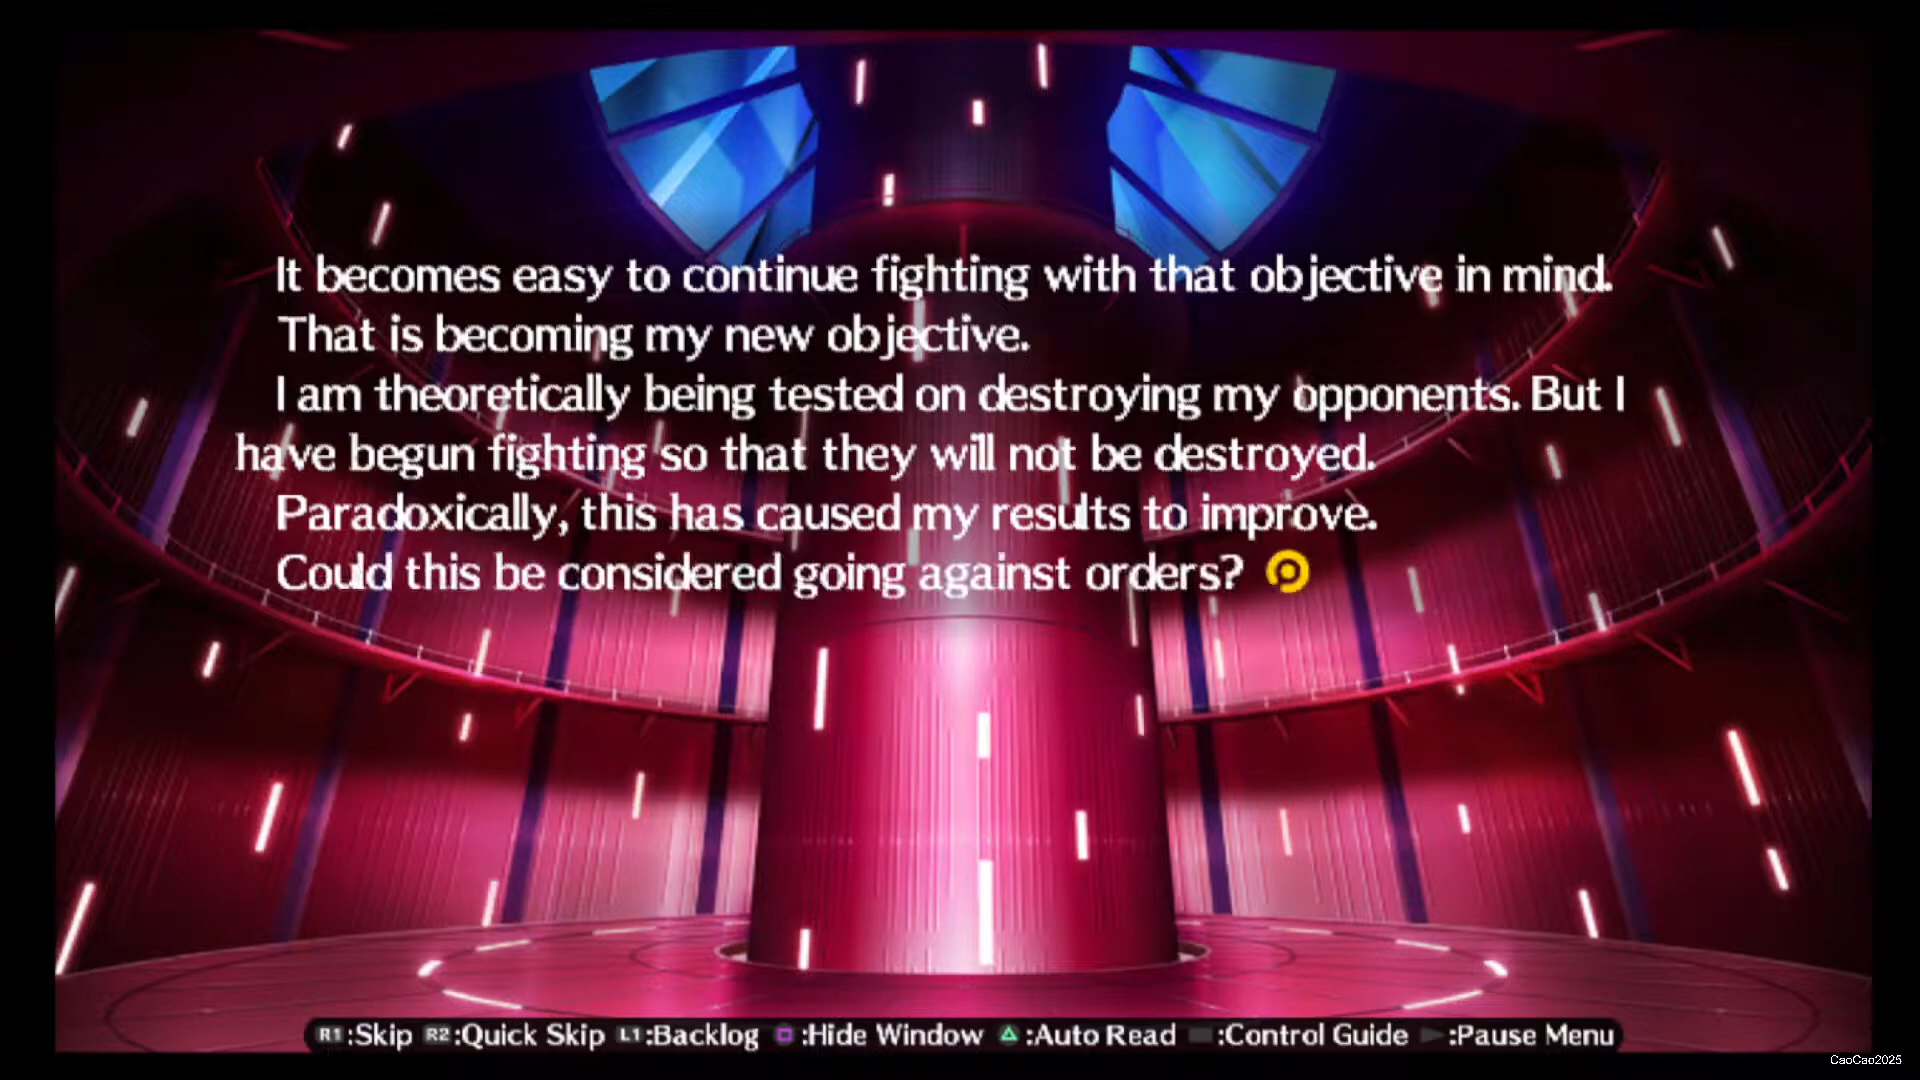 It becomes easy to continue fighting with that objective in mind.
That is becoming my new objective.
I am theoretically being tested on destroying my opponents. But I
have begun fighting so that they will not be destroyed.
Paradoxically, this has caused my results to improve.
Could this be considered going against orders?
R1:Skip R2:Quick Skip L1:Backlog :Hide Window :Auto Read :Control Guide :Pause Menu
CaoCao2025